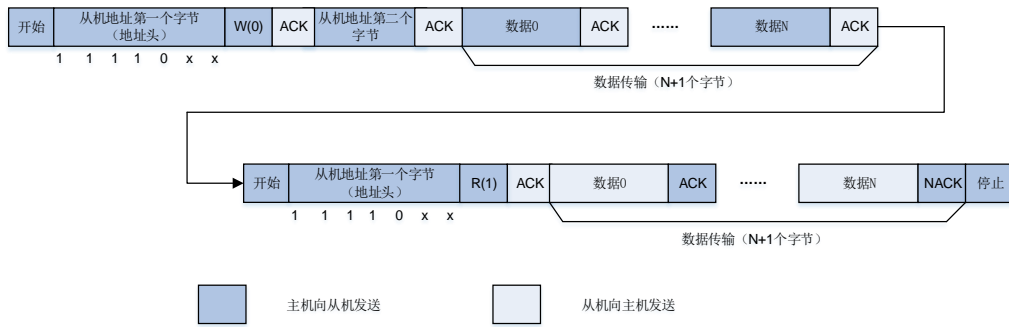 开始 从机地址第一个字节 (地址头) W(0) ACK 从机地址第二个字节 ACK 数据0 ACK …… 数据N ACK
1 1 1 1 0 x x
数据传输（N+1个字节）
开始 从机地址第一个字节 （地址头） R(1) ACK 数据0 ACK …… 数据N NACK 停止
1 1 1 1 0 x x
数据传输（N+1个字节）
主机向从机发送 从机向主机发送